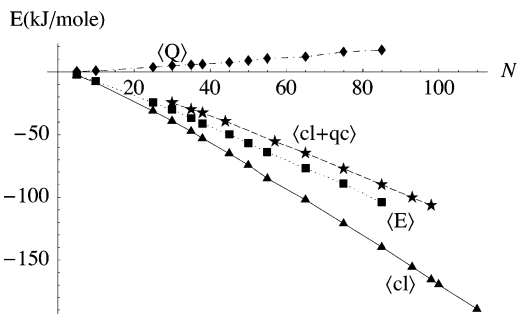 E(kJ/mole)
⟨Q⟩
20 40 60 80 100 N
−50
⟨cl+qc⟩
−100
⟨E⟩
−150
⟨cl⟩